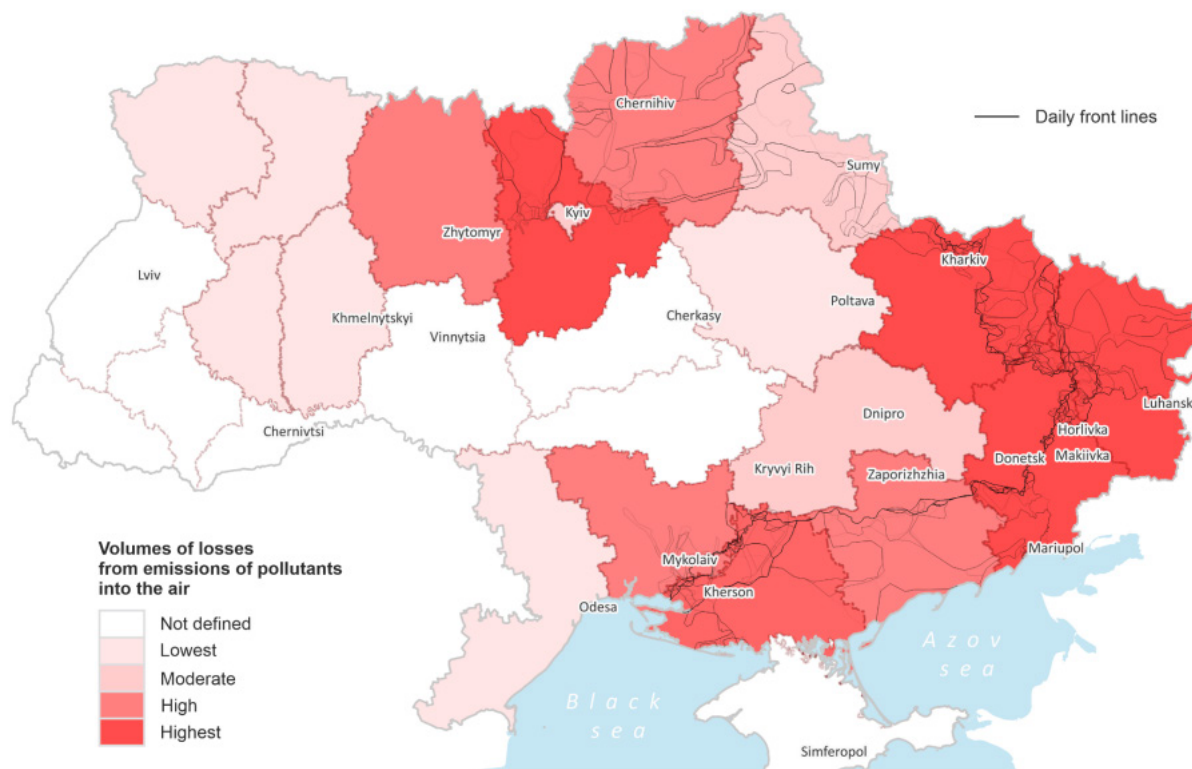 Chernihiv
Daily front lines
Sumy
Kyiv
Zhytomyr
Kharkiv
Lviv
Poltava
Khmelnytskyi
Cherkasy
Vinnytsia
Luhansk
Dnipro
Chernivtsi
Horlivka
Donetsk
Makiivka
Kryvyi Rih
Zaporizhzhia
Mariupol
Mykolaiv
Kherson
Odesa
Azov
sea
Black
sea
Simferopol
Volumes of losses
from emissions of pollutants
into the air
Not defined
Lowest
Moderate
High
Highest